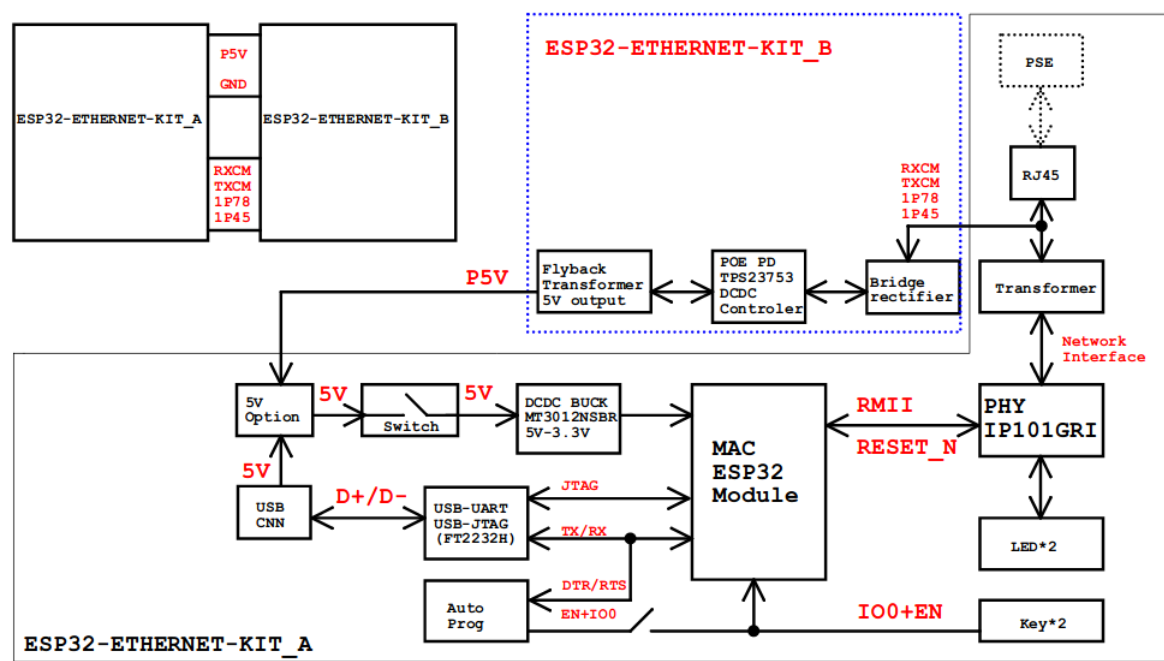 P5V
GND
ESP32-ETHERNET-KIT_A
ESP32-ETHERNET-KIT_B
RXCM
TXCM
1P78
1P45
ESP32-ETHERNET-KIT_B
PSE
RJ45
RXCM
TXCM
1P78
1P45
P5V
Flyback
Transformer
5V output
POE PD
TPS23753
DCDC
Controler
Bridge
rectifier
Transformer
Network
Interface
5V
Option
5V
Switch
5V
DCDC BUCK
MT3012NSBR
5V-3.3V
MAC
ESP32
Module
RMII
RESET_N
PHY
IP101GRI
5V
USB
CNN
D+/D-
USB-UART
USB-JTAG
(FT2232H)
JTAG
TX/RX
LED*2
DTR/RTS
EN+IO0
Auto
Prog
IO0+EN
Key*2
ESP32-ETHERNET-KIT_A